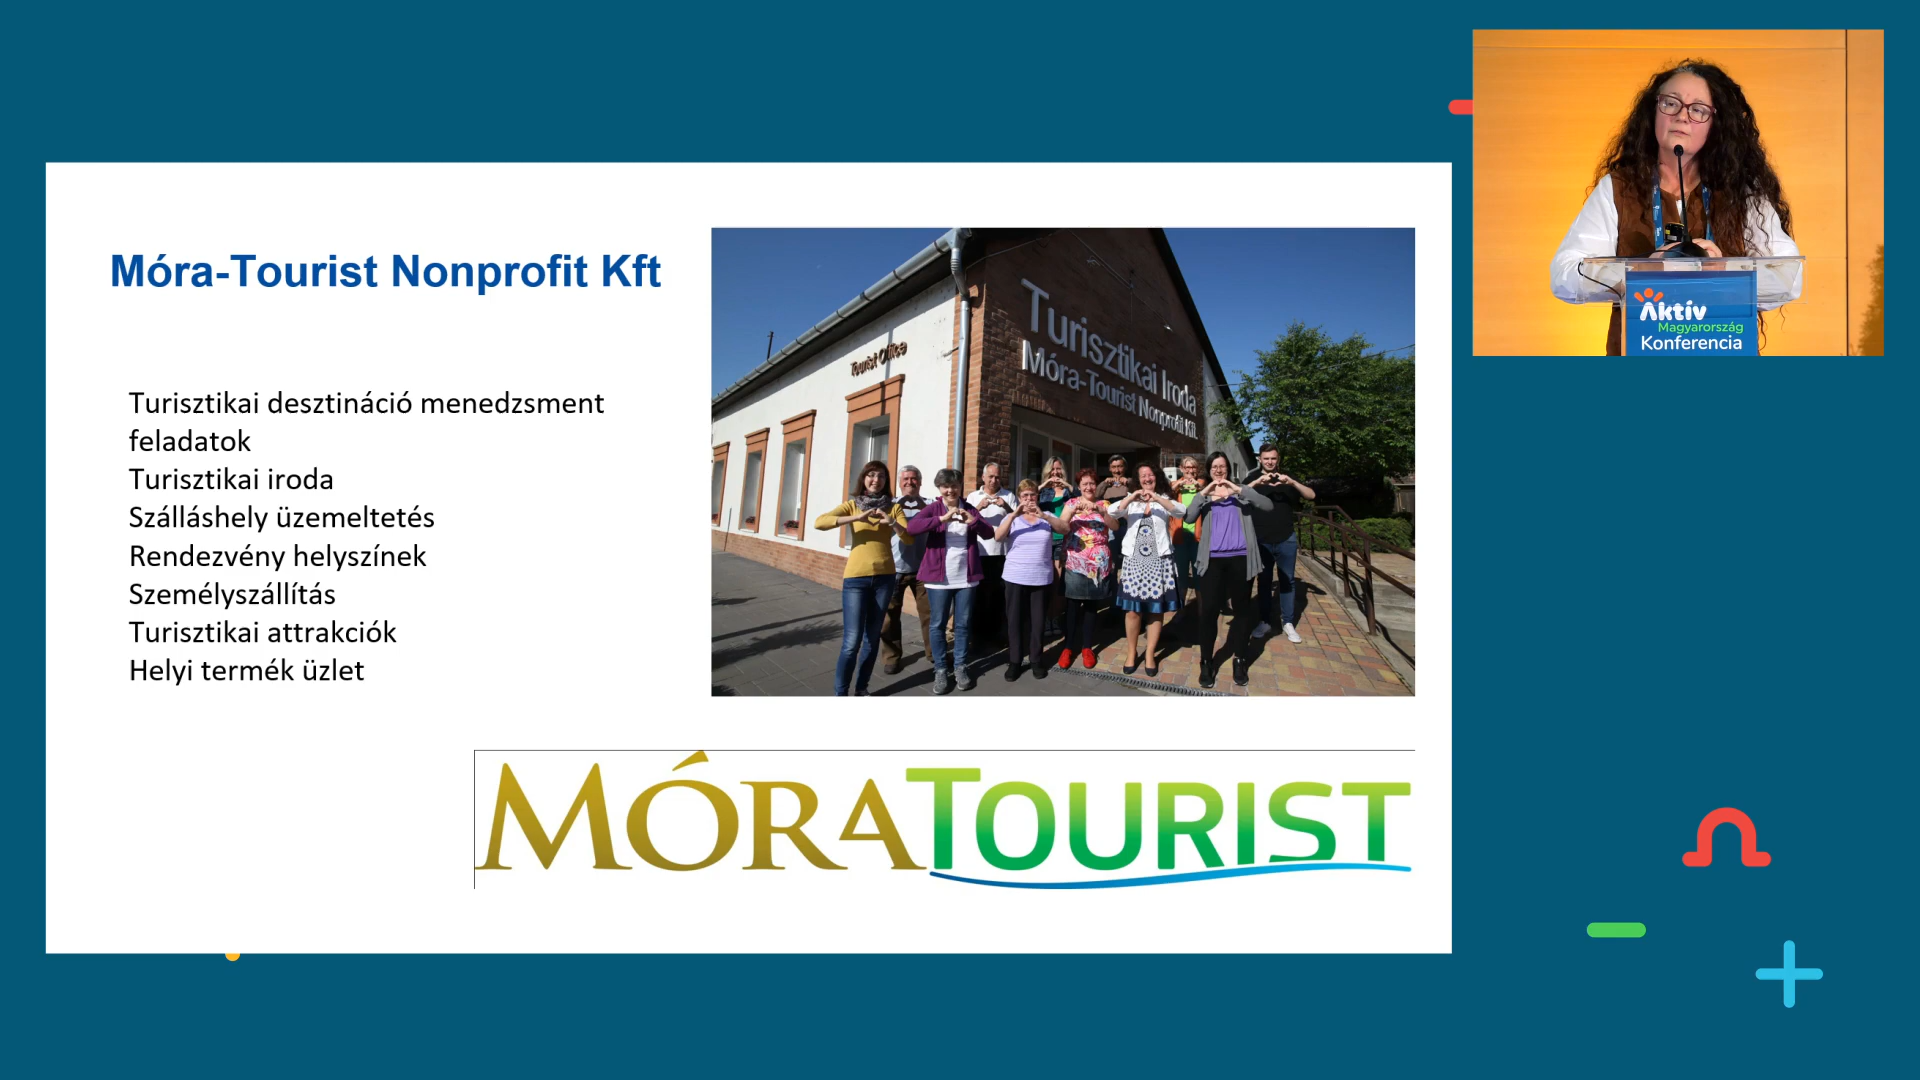 Móra-Tourist Nonprofit Kft
Turisztikai desztináció menedzsment
feladatok
Turisztikai iroda
Szálláshely üzemeltetés
Rendezvény helyszínek
Személyszállítás
Turisztikai attrakciók
Helyi termék üzlet
Tourist Office
Turisztikai Iroda
Móra-Tourist Nonprofit Kft.
MÓRATOURIST
Aktív
Magyarország
Konferencia